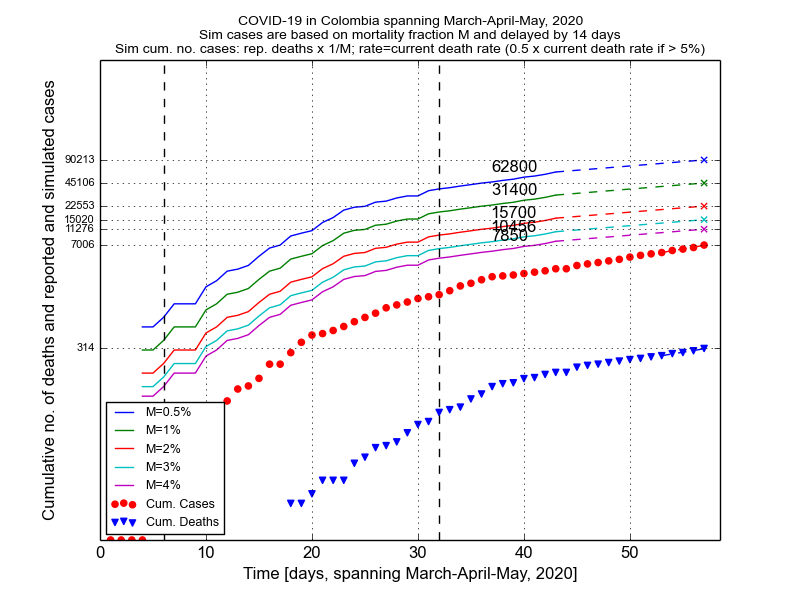 COVID-19 in Colombia spanning March-April-May, 2020
Sim cases are based on mortality fraction M and delayed by 14 days
Sim cum. no. cases: rep. deaths x 1/M; rate=current death rate (0.5 x current death rate if > 5%)
Cumulative no. of deaths and reported and simulated cases
90213
45106
22553
15020
11276
7006
314
62800
31400
15700
10456
7850
M=0.5%
M=1%
M=2%
M=3%
M=4%
Cum. Cases
Cum. Deaths
0 10 20 30 40 50
Time [days, spanning March-April-May, 2020]